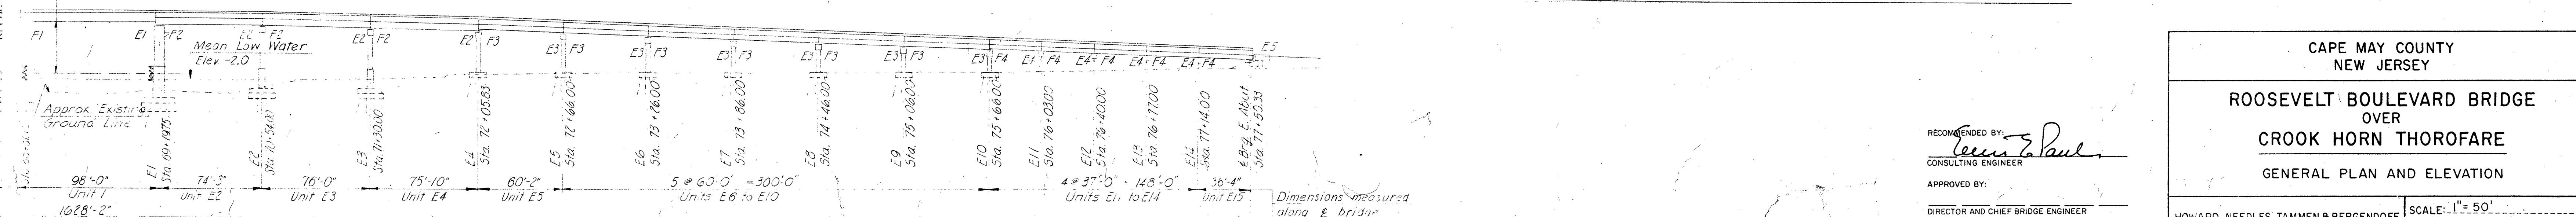 F1
E1
F2
E2
F2
E2
F2
E2
F3
E3
F3
E3
F3
E3
F3
E3
F3
E3
F3
E3
F4
E4
F4
E4
F4
E4
F4
E4
F4
E5
Mean Low Water
Elev. -2.0
Approx. Existing
Ground Line
E1
Sta. 69+19.75
E2
Sta. 70+54.00
E3
Sta. 71+30.00
E4
Sta. 72+05.83
E5
Sta. 72+66.00
E6
Sta. 73+26.00
E7
Sta. 73+86.00
E8
Sta. 74+46.00
E9
Sta. 75+06.00
E10
Sta. 75+66.00
E11
Sta. 76+03.00
E12
Sta. 76+40.00
E13
Sta. 76+77.00
E14
Sta. 77+14.00
℄ Brg. E. Abut.
Sta. 77+50.33
98'-0"
Unit 1
74'-3"
Unit E2
76'-0"
Unit E3
75'-10"
Unit E4
60'-2"
Unit E5
5 @ 60'-0" = 300'-0"
Units E6 to E10
4 @ 37'-0" = 148'-0"
Units E11 to E14
36'-4"
Unit E15
1628'-2"
Dimensions measured
along ℄ bridge
RECOMMENDED BY:
CONSULTING ENGINEER
APPROVED BY:
DIRECTOR AND CHIEF BRIDGE ENGINEER
CAPE MAY COUNTY
NEW JERSEY
ROOSEVELT BOULEVARD BRIDGE
OVER
CROOK HORN THOROFARE
GENERAL PLAN AND ELEVATION
HOWARD, NEEDLES, TAMMEN & BERGENDOFF
SCALE: 1" = 50'